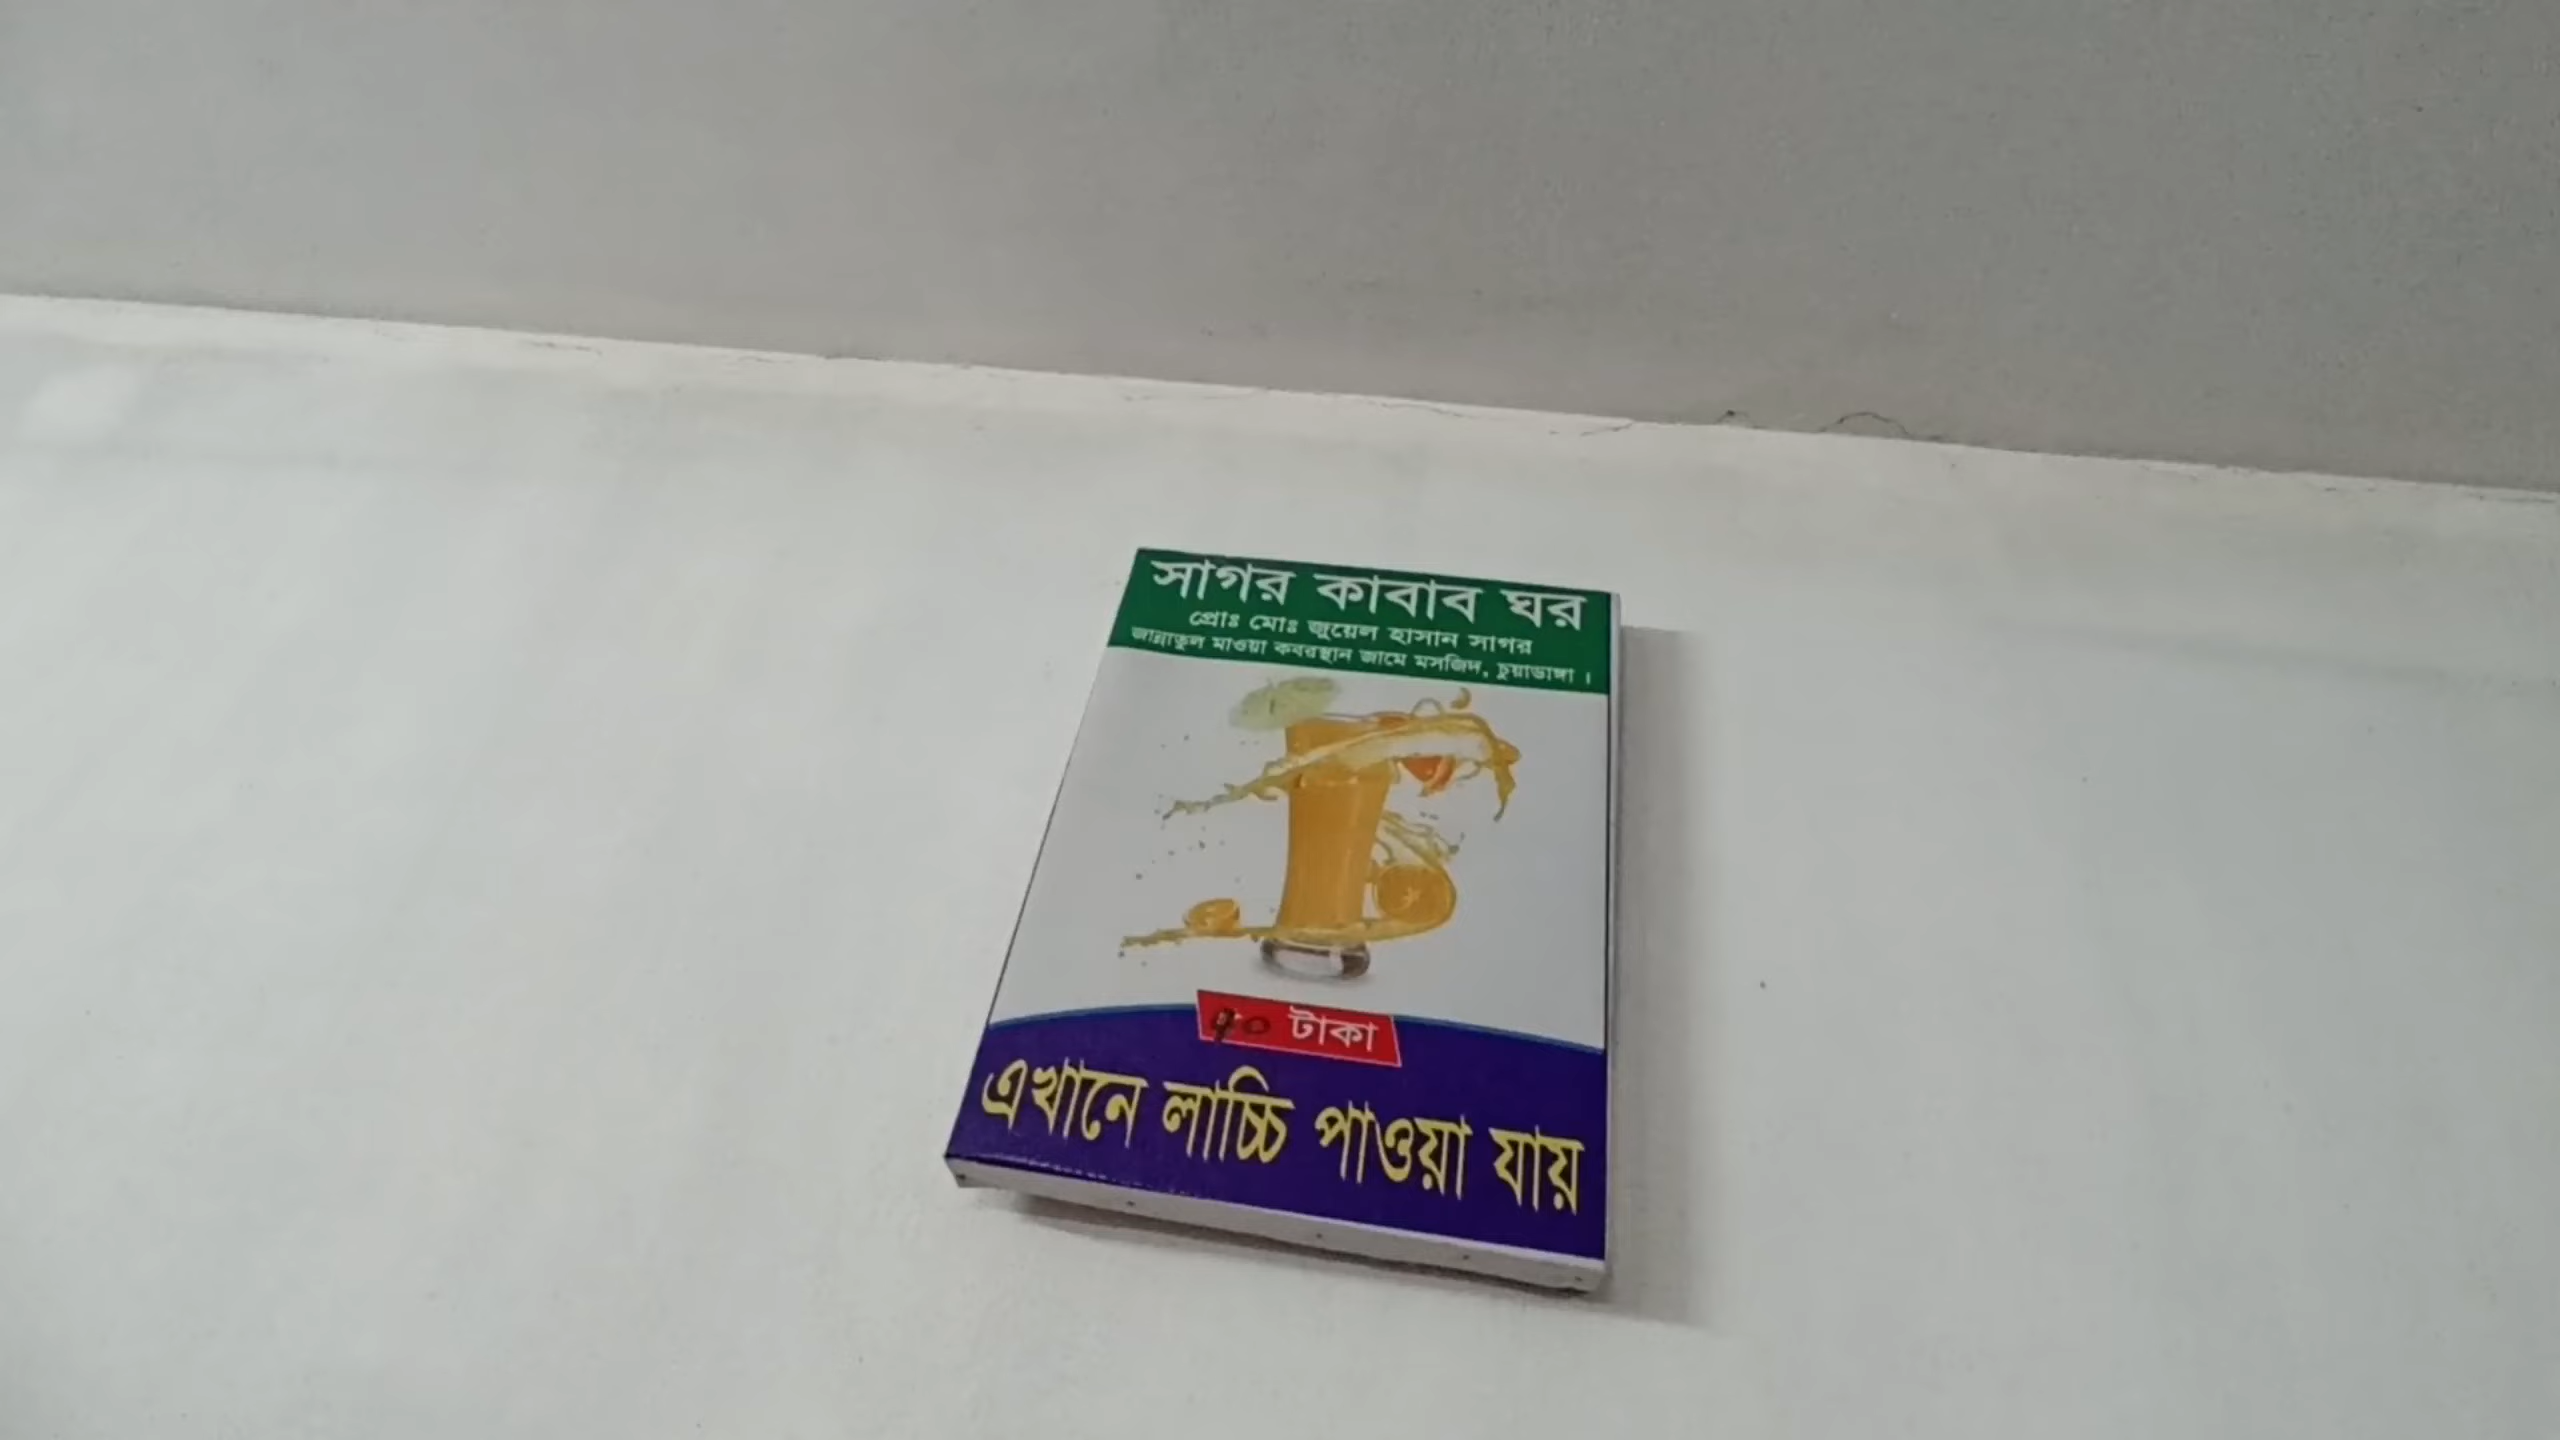 সাগর কাবাব ঘর
প্রোঃ মোঃ জুয়েল হাসান সাগর
জান্নাতুল মাওয়া কবরস্থান জামে মসজিদ, চুয়াডাঙ্গা ।
টাকা
এখানে লাচ্চি পাওয়া যায়